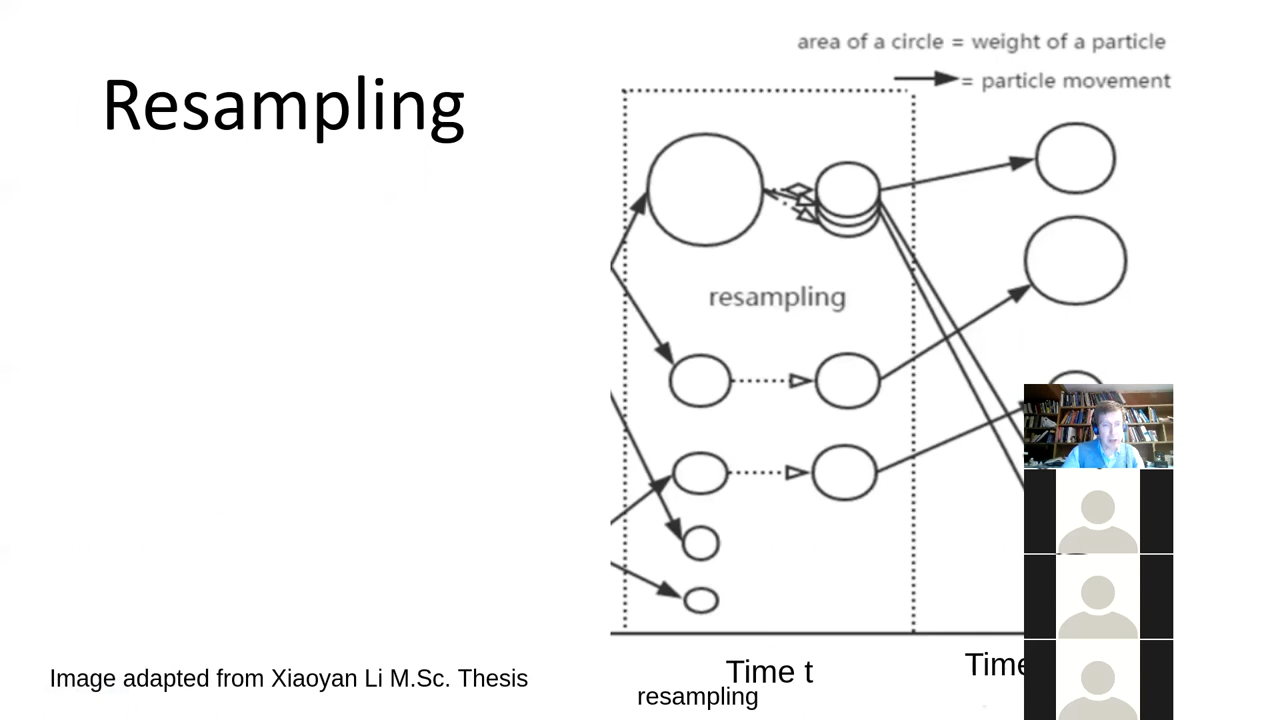 Resampling
area of a circle = weight of a particle
= particle movement
resampling
Time t
Time
resampling
Image adapted from Xiaoyan Li M.Sc. Thesis